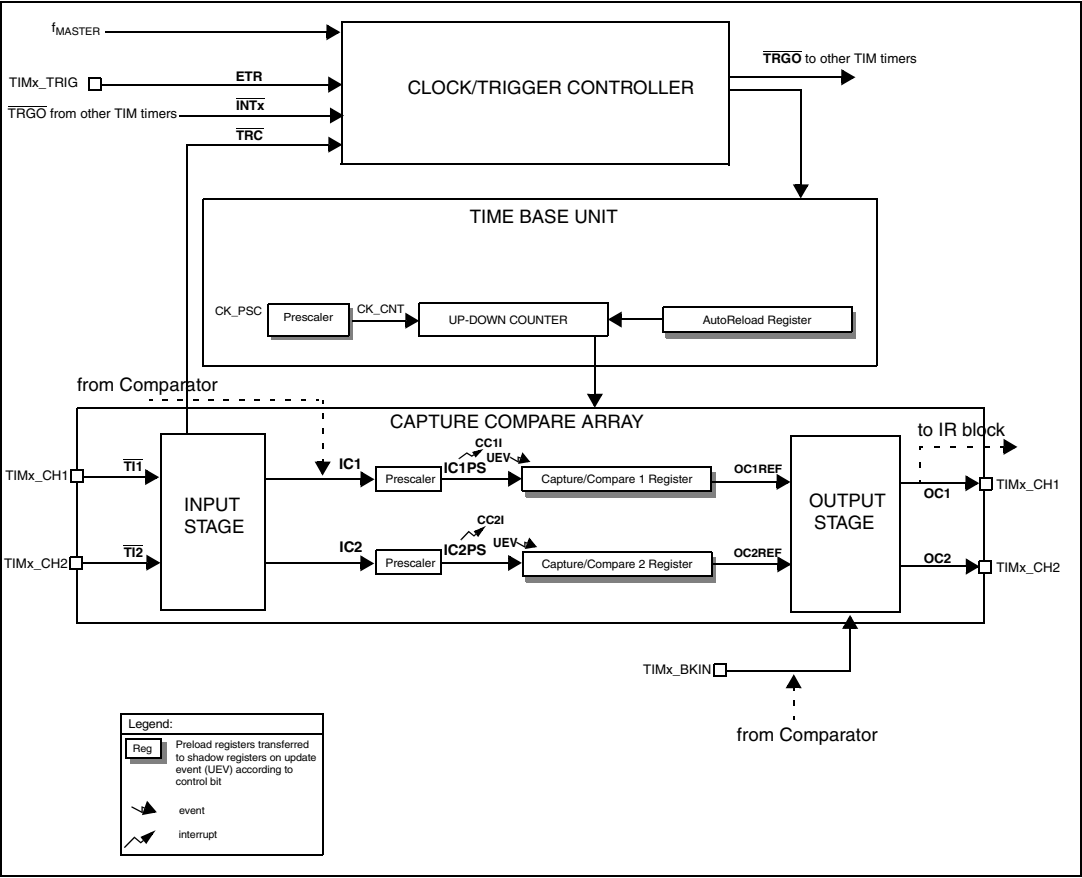 fMASTER
TIMx_TRIG
ETR
TRGO from other TIM timers
INTx
TRC
CLOCK/TRIGGER CONTROLLER
TRGO to other TIM timers
TIME BASE UNIT
CK_PSC
Prescaler
CK_CNT
UP-DOWN COUNTER
AutoReload Register
from Comparator
CAPTURE COMPARE ARRAY
to IR block
TIMx_CH1
TI1
INPUT
STAGE
IC1
Prescaler
IC1PS
CC1I
UEV
Capture/Compare 1 Register
OC1REF
OUTPUT
STAGE
OC1
TIMx_CH1
TIMx_CH2
TI2
IC2
Prescaler
IC2PS
CC2I
UEV
Capture/Compare 2 Register
OC2REF
OC2
TIMx_CH2
TIMx_BKIN
from Comparator
Legend:
Reg
Preload registers transferred
to shadow registers on update
event (UEV) according to
control bit
event
interrupt